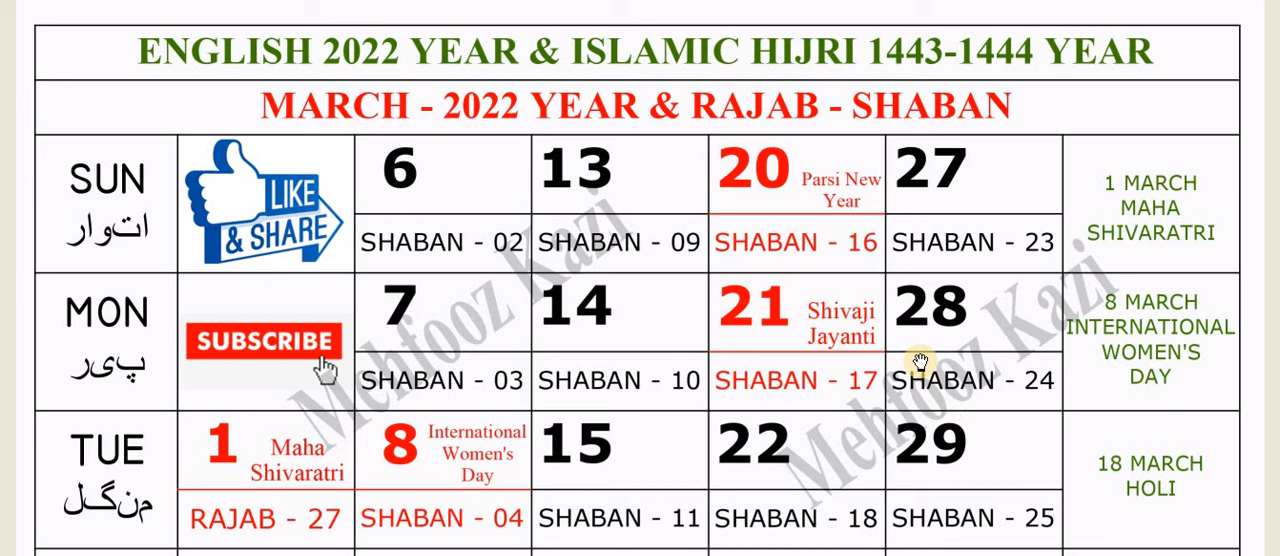 ENGLISH 2022 YEAR & ISLAMIC HIJRI 1443-1444 YEAR
MARCH - 2022 YEAR & RAJAB - SHABAN
SUN
اتوار
LIKE
& SHARE
6
SHABAN - 02
13
SHABAN - 09
20
Parsi New
Year
SHABAN - 16
27
SHABAN - 23
1 MARCH
MAHA
SHIVARATRI
MON
پیر
SUBSCRIBE
7
SHABAN - 03
14
SHABAN - 10
21
Shivaji
Jayanti
SHABAN - 17
28
SHABAN - 24
8 MARCH
INTERNATIONAL
WOMEN'S
DAY
TUE
منگل
1
Maha
Shivaratri
RAJAB - 27
8
International
Women's
Day
SHABAN - 04
15
SHABAN - 11
22
SHABAN - 18
29
SHABAN - 25
18 MARCH
HOLI
Mehfooz Kazi
Mehfooz Kazi